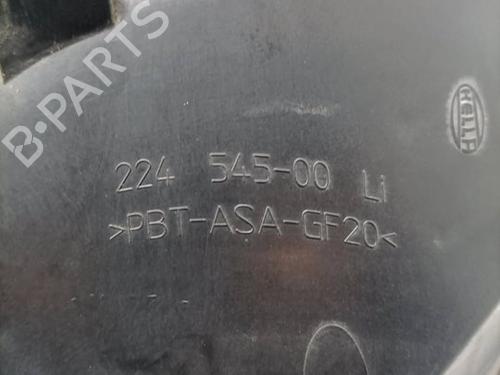 B-PARTS
HELLA
224 545-00 Li
>PBT-ASA-GF20<